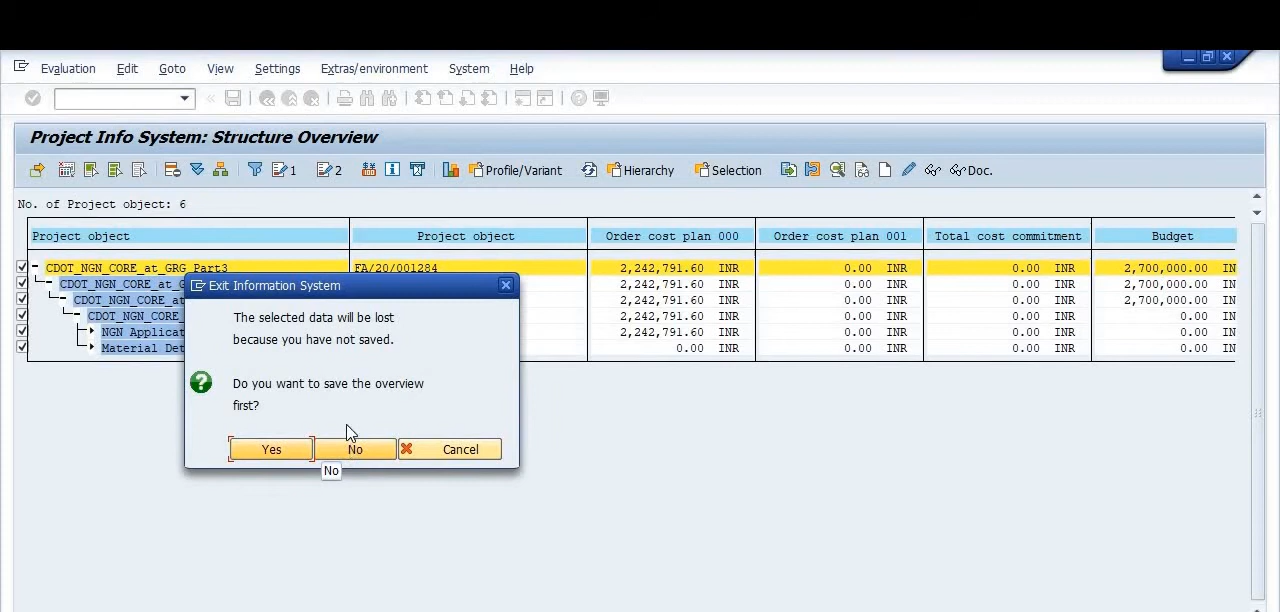 Evaluation Edit Goto View Settings Extras/environment System Help
Project Info System: Structure Overview
1 2 Profile/Variant Hierarchy Selection Doc.
No. of Project object: 6
Project object Project object Order cost plan 000 Order cost plan 001 Total cost commitment Budget
CDOT_NGN_CORE_at_GRG_Part3 FA/20/001284 2,242,791.60 INR 0.00 INR 0.00 INR 2,700,000.00 IN
CDOT_NGN_CORE_at_G 2,242,791.60 INR 0.00 INR 0.00 INR 2,700,000.00 IN
CDOT_NGN_CORE_at 2,242,791.60 INR 0.00 INR 0.00 INR 2,700,000.00 IN
CDOT_NGN_CORE_ 2,242,791.60 INR 0.00 INR 0.00 INR 0.00 IN
NGN Applicat 2,242,791.60 INR 0.00 INR 0.00 INR 0.00 IN
Material Det 0.00 INR 0.00 INR 0.00 INR 0.00 IN
Exit Information System
The selected data will be lost
because you have not saved.
Do you want to save the overview
first?
Yes No Cancel
No